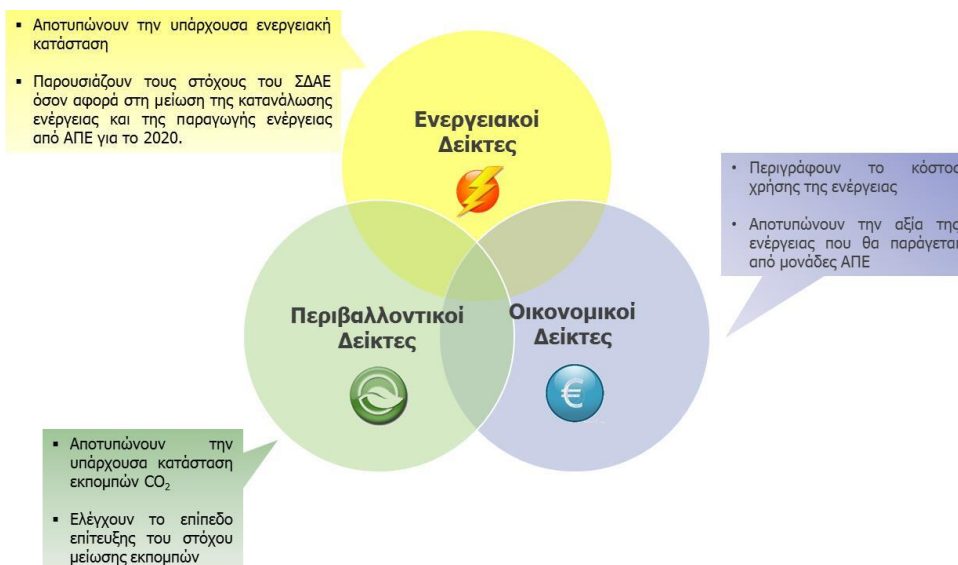 ▪ Αποτυπώνουν την υπάρχουσα ενεργειακή
κατάσταση
▪ Παρουσιάζουν τους στόχους του ΣΔΑΕ
όσον αφορά στη μείωση της κατανάλωσης
ενέργειας και της παραγωγής ενέργειας
από ΑΠΕ για το 2020.
Ενεργειακοί
Δείκτες
• Περιγράφουν το κόστος
χρήσης της ενέργειας
• Αποτυπώνουν την αξία της
ενέργειας που θα παράγεται
από μονάδες ΑΠΕ
Περιβαλλοντικοί
Δείκτες
Οικονομικοί
Δείκτες
€
▪ Αποτυπώνουν την
υπάρχουσα κατάσταση
εκπομπών CO₂
▪ Ελέγχουν το επίπεδο
επίτευξης του στόχου
μείωσης εκπομπών